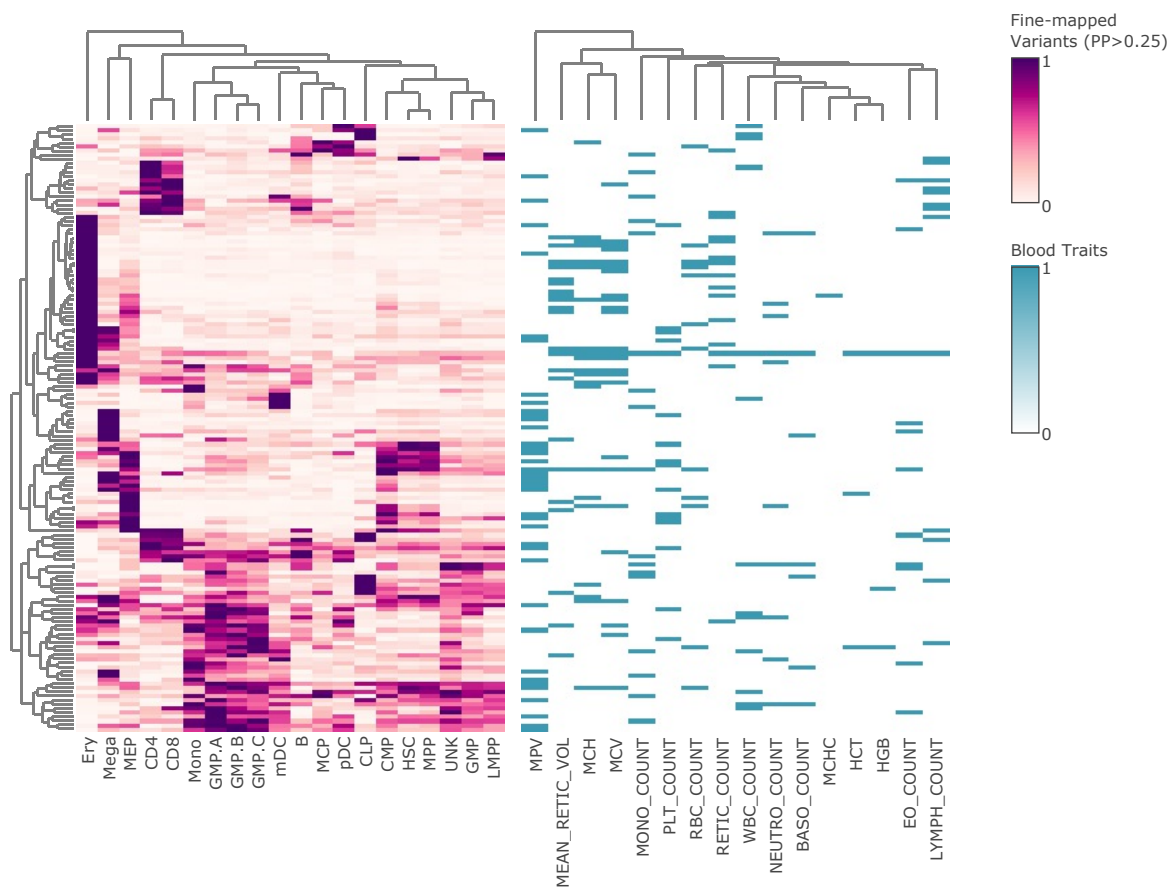 Fine-mapped
Variants (PP>0.25)
1
0
Blood Traits
1
0
Ery
Mega
MEP
CD4
CD8
Mono
GMP.A
GMP.B
GMP.C
mDC
B
MCP
pDC
CLP
CMP
HSC
MPP
UNK
GMP
LMPP
MPV
MEAN_RETIC_VOL
MCH
MCV
MONO_COUNT
PLT_COUNT
RBC_COUNT
RETIC_COUNT
WBC_COUNT
NEUTRO_COUNT
BASO_COUNT
MCHC
HCT
HGB
EO_COUNT
LYMPH_COUNT